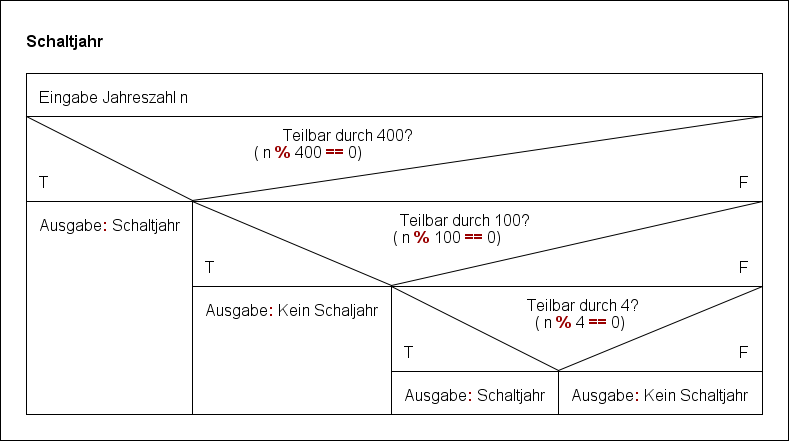 Schaltjahr
Eingabe Jahreszahl n
Teilbar durch 400?
( n % 400 == 0)
T
F
Ausgabe: Schaltjahr
Teilbar durch 100?
( n % 100 == 0)
T
F
Ausgabe: Kein Schaljahr
Teilbar durch 4?
( n % 4 == 0)
T
F
Ausgabe: Schaltjahr
Ausgabe: Kein Schaltjahr